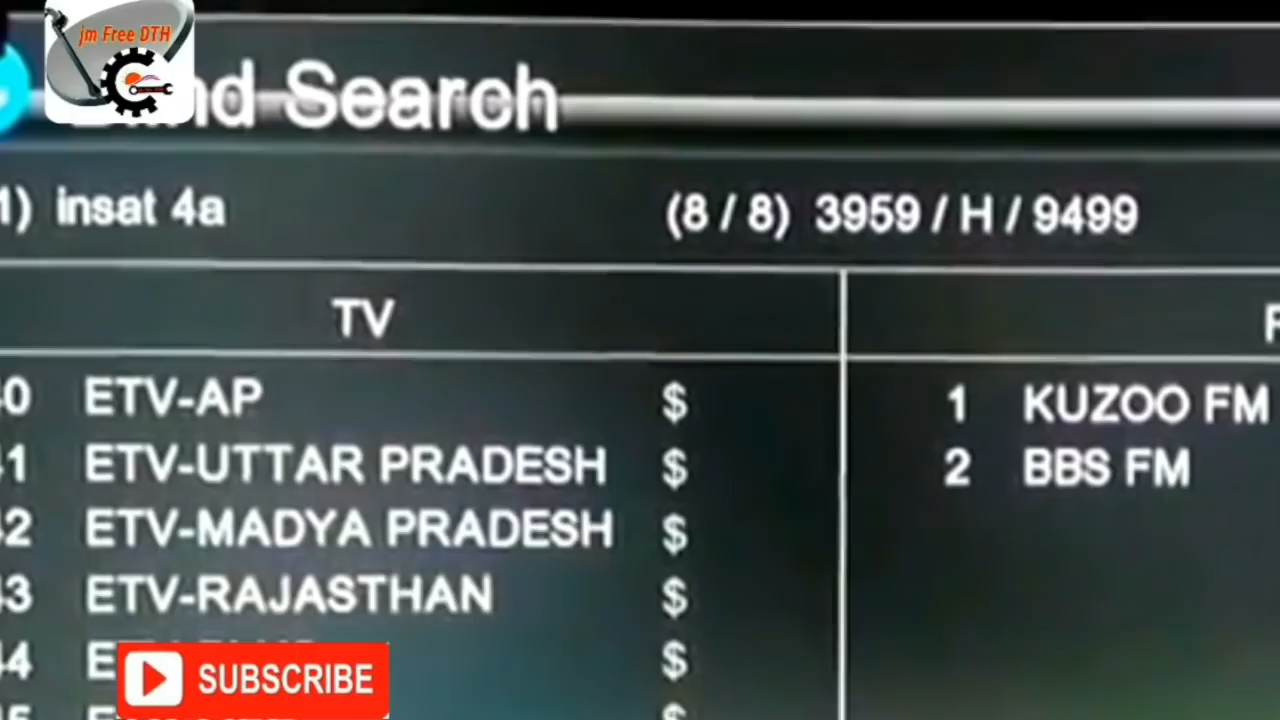 jm Free DTH
nd Search
1) insat 4a
(8 / 8) 3959 / H / 9499
TV
40 ETV-AP $
41 ETV-UTTAR PRADESH $
42 ETV-MADYA PRADESH $
43 ETV-RAJASTHAN $
44 $
1 KUZOO FM
2 BBS FM
SUBSCRIBE